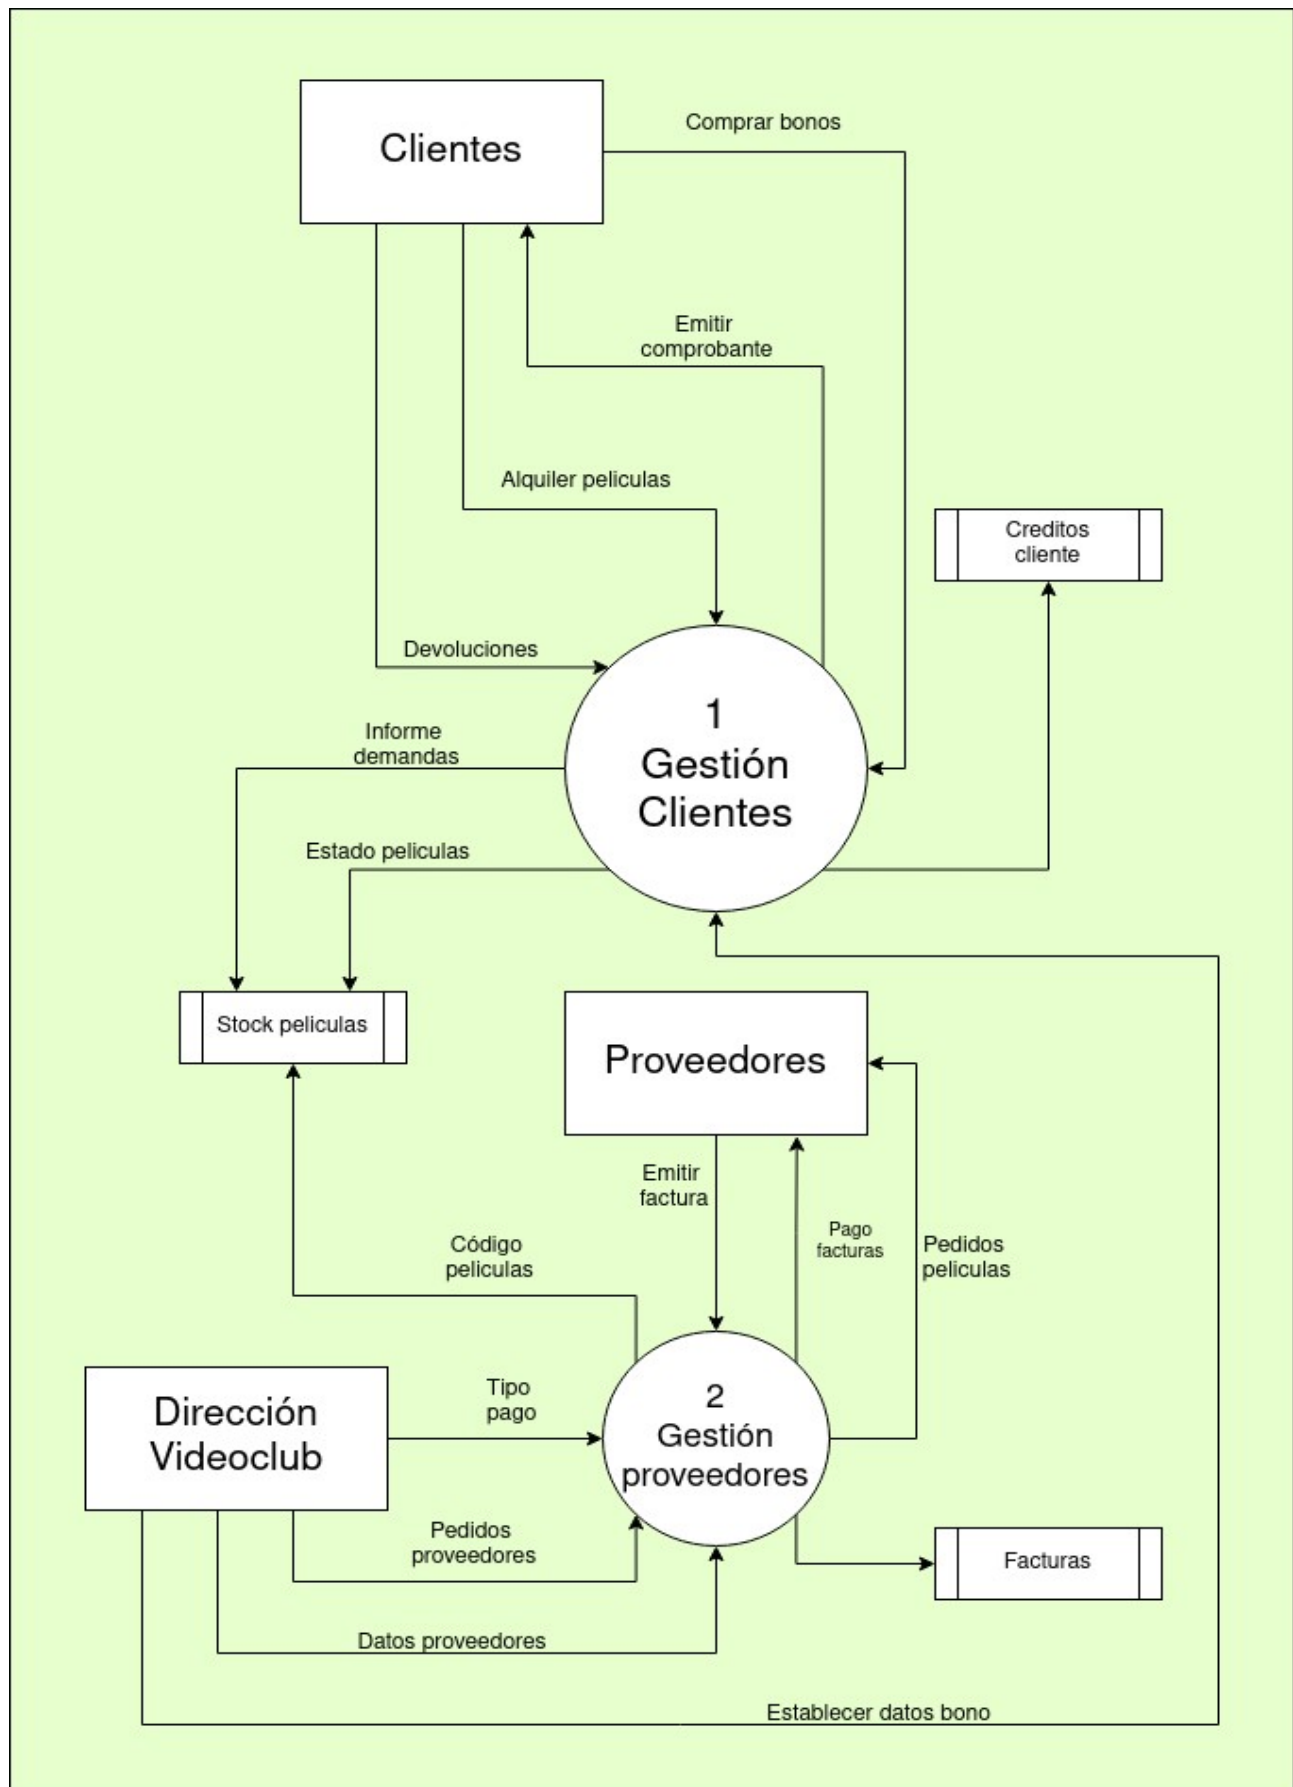 Comprar bonos
Clientes
Emitir
comprobante
Alquiler peliculas
Creditos
cliente
Devoluciones
1
Gestión
Clientes
Informe
demandas
Estado peliculas
Stock peliculas
Proveedores
Emitir
factura
Pago
facturas
Pedidos
peliculas
Código
peliculas
Tipo
pago
2
Gestión
proveedores
Dirección
Videoclub
Pedidos
proveedores
Facturas
Datos proveedores
Establecer datos bono